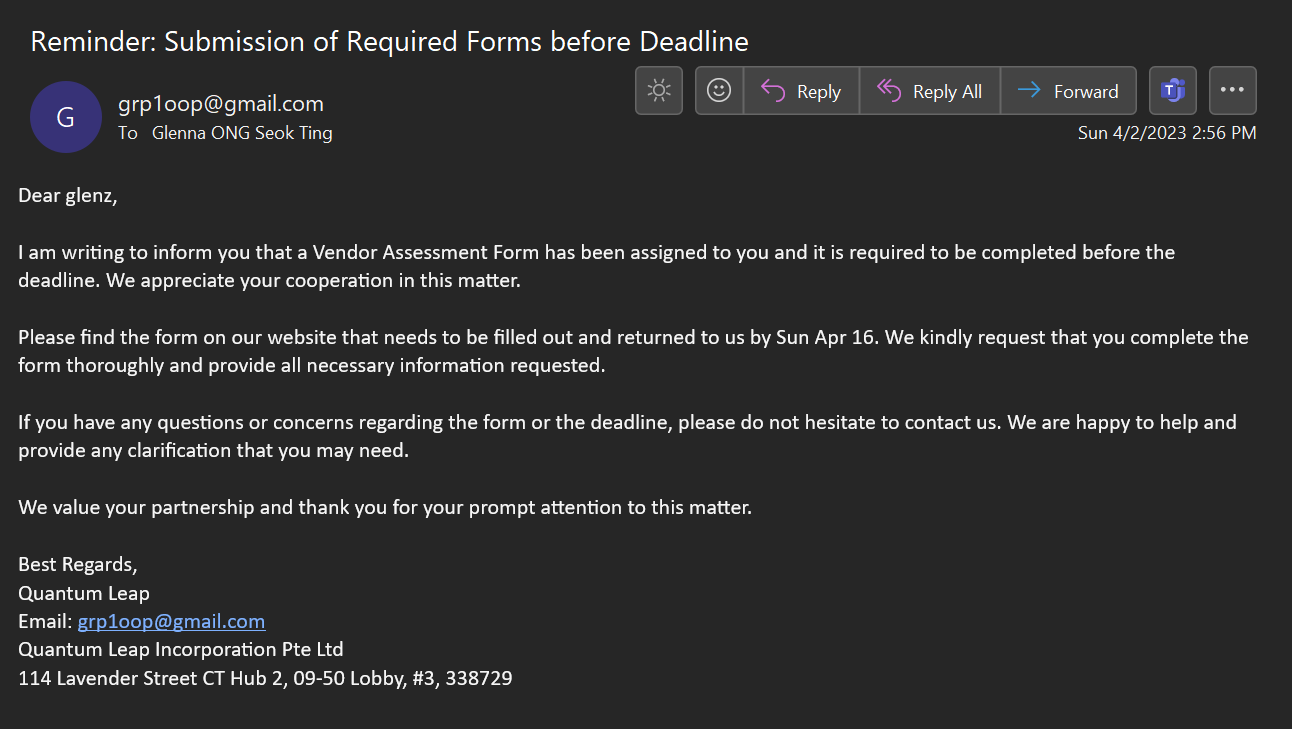 Reminder: Submission of Required Forms before Deadline
G
grp1oop@gmail.com
To Glenna ONG Seok Ting
Reply
Reply All
Forward
T
Sun 4/2/2023 2:56 PM
Dear glenz,
I am writing to inform you that a Vendor Assessment Form has been assigned to you and it is required to be completed before the
deadline. We appreciate your cooperation in this matter.
Please find the form on our website that needs to be filled out and returned to us by Sun Apr 16. We kindly request that you complete the
form thoroughly and provide all necessary information requested.
If you have any questions or concerns regarding the form or the deadline, please do not hesitate to contact us. We are happy to help and
provide any clarification that you may need.
We value your partnership and thank you for your prompt attention to this matter.
Best Regards,
Quantum Leap
Email: grp1oop@gmail.com
Quantum Leap Incorporation Pte Ltd
114 Lavender Street CT Hub 2, 09-50 Lobby, #3, 338729